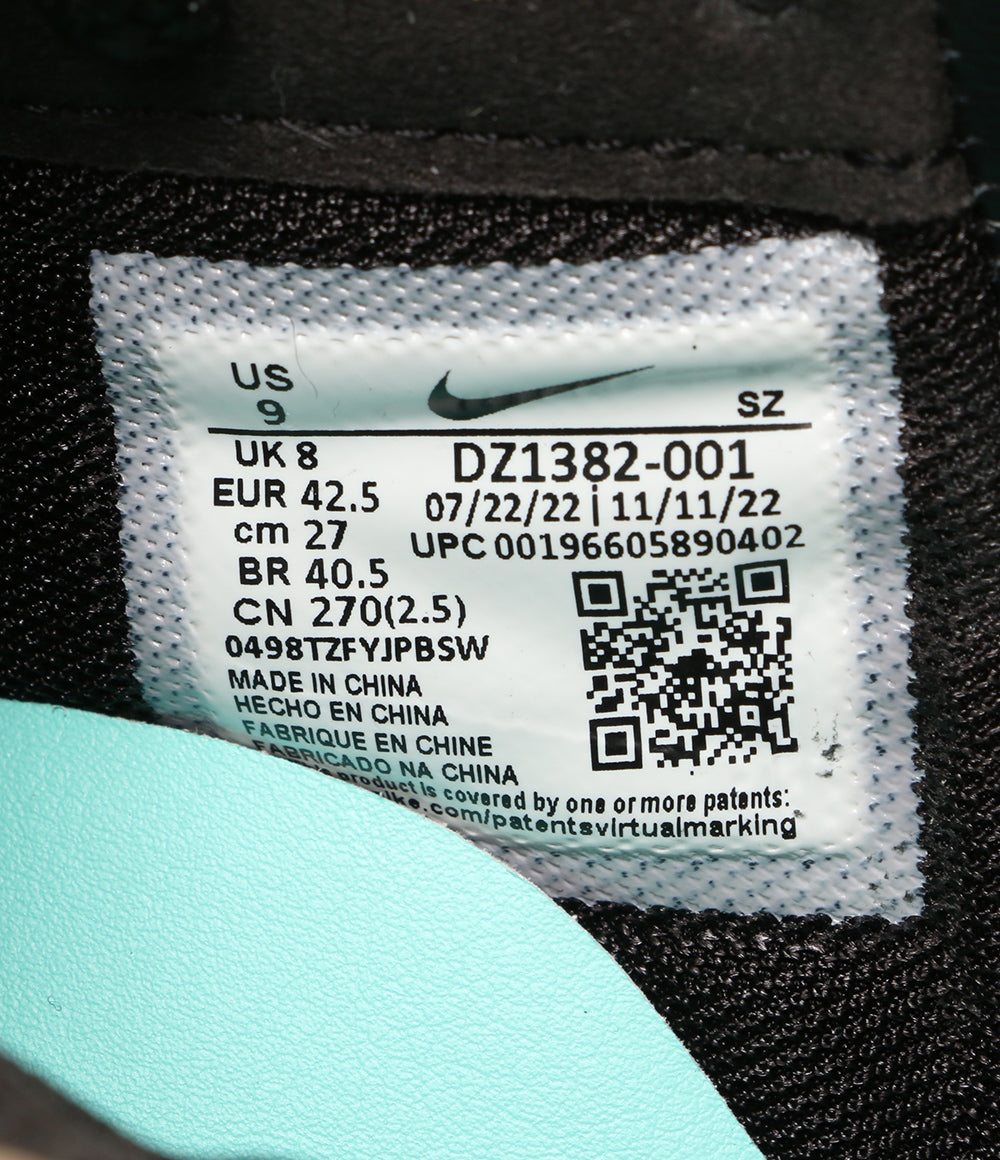 US
9
SZ
UK 8
EUR 42.5
cm 27
BR 40.5
CN 270(2.5)
DZ1382-001
07/22/22 | 11/11/22
UPC 00196605890402
0498TZFYJPBSW
MADE IN CHINA
HECHO EN CHINA
FABRIQUE EN CHINE
FABRICADO NA CHINA
product is covered by one or more patents:
.com/patentsvirtualmarking